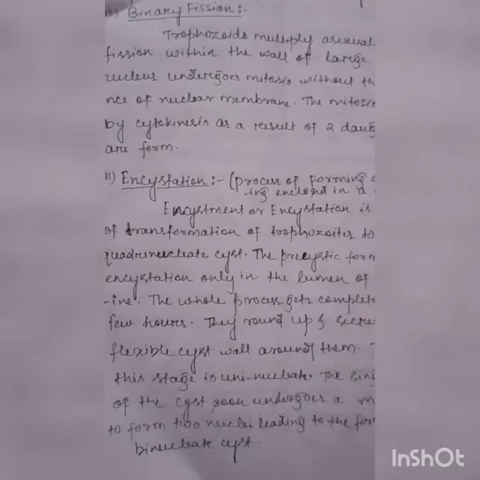 I) Binary Fission:-
Trophozoids multiply asexual
fission within the wall of large
nucleus undergoes mitosis without th
nce of nuclear membrane. The mitosi
by cytokinesis as a result of 2 daug
are form.
II) Encystation:- (process of forming
-ing enclosed in a
Encystment or Encystation is
of transformation of trophozoites to
quadrinucleate cyst. The precystic form
encystation only in the lumen of
-ine. The whole process gets complete
few hours. They round up & secre
flexible cyst wall around them. T
this stage is uni-nucleate. The sin
of the cyst soon undergoes a m
to form two nuclei leading to the for
binucleate cyst.
InShOt